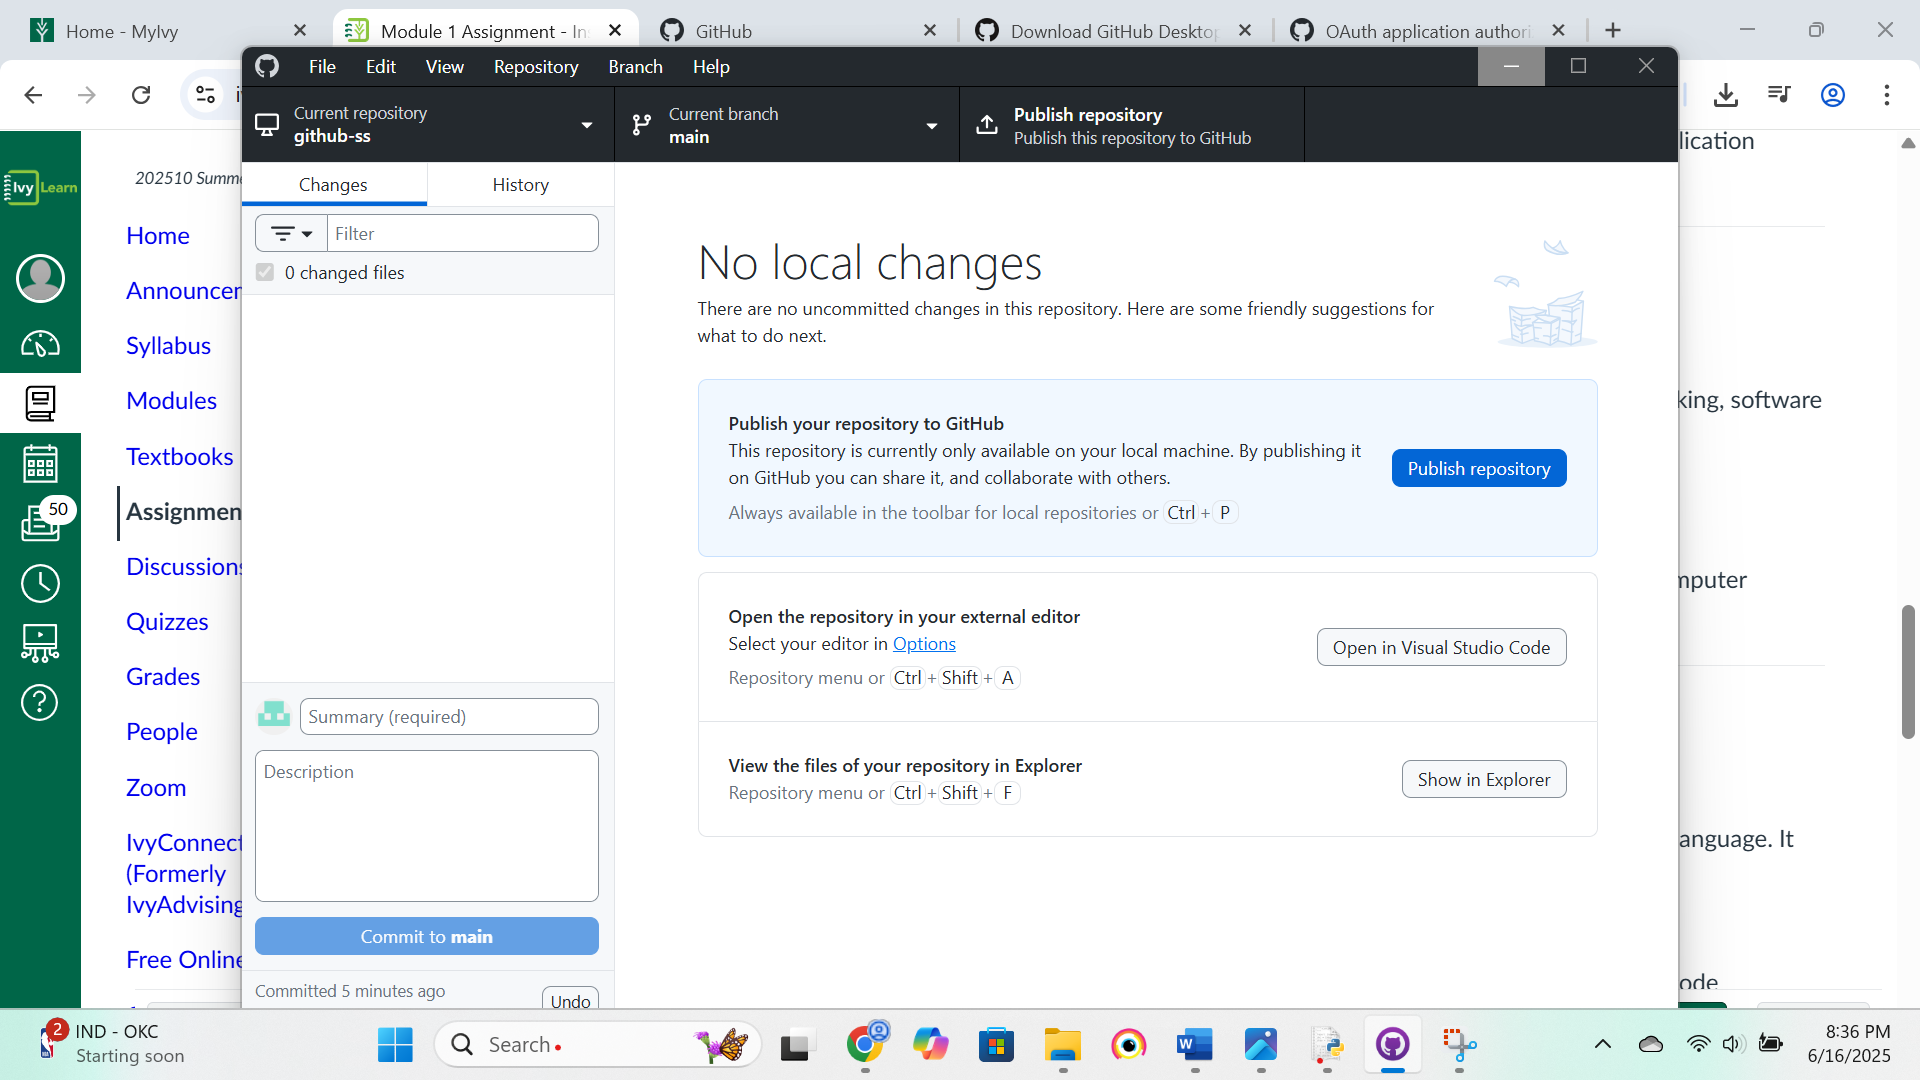 Home - MyIvy
Module 1 Assignment - In
GitHub
Download GitHub Desktop
OAuth application authori
File Edit View Repository Branch Help
Current repository
github-ss
Current branch
main
Publish repository
Publish this repository to GitHub
Changes
History
Filter
0 changed files
No local changes
There are no uncommitted changes in this repository. Here are some friendly suggestions for
what to do next.
Publish your repository to GitHub
This repository is currently only available on your local machine. By publishing it
on GitHub you can share it, and collaborate with others.
Always available in the toolbar for local repositories or Ctrl + P
Publish repository
Open the repository in your external editor
Select your editor in Options
Repository menu or Ctrl + Shift + A
Open in Visual Studio Code
View the files of your repository in Explorer
Repository menu or Ctrl + Shift + F
Show in Explorer
Summary (required)
Description
Commit to main
Committed 5 minutes ago
Undo
Ivy Learn
50
202510 Summe
Home
Announcem
Syllabus
Modules
Textbooks
Assignmen
Discussions
Quizzes
Grades
People
Zoom
IvyConnect
(Formerly
IvyAdvising
Free Online
lication
king, software
mputer
anguage. It
ode
2
IND - OKC
Starting soon
Search
8:36 PM
6/16/2025